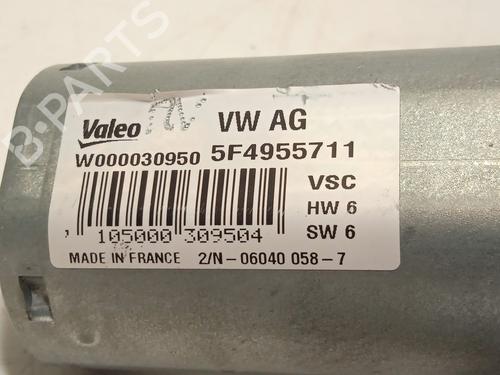 Valeo VW AG
W000030950 5F4955711
VSC
HW 6
105000 309504 SW 6
MADE IN FRANCE 2/N-06040 058-7
B-PARTS